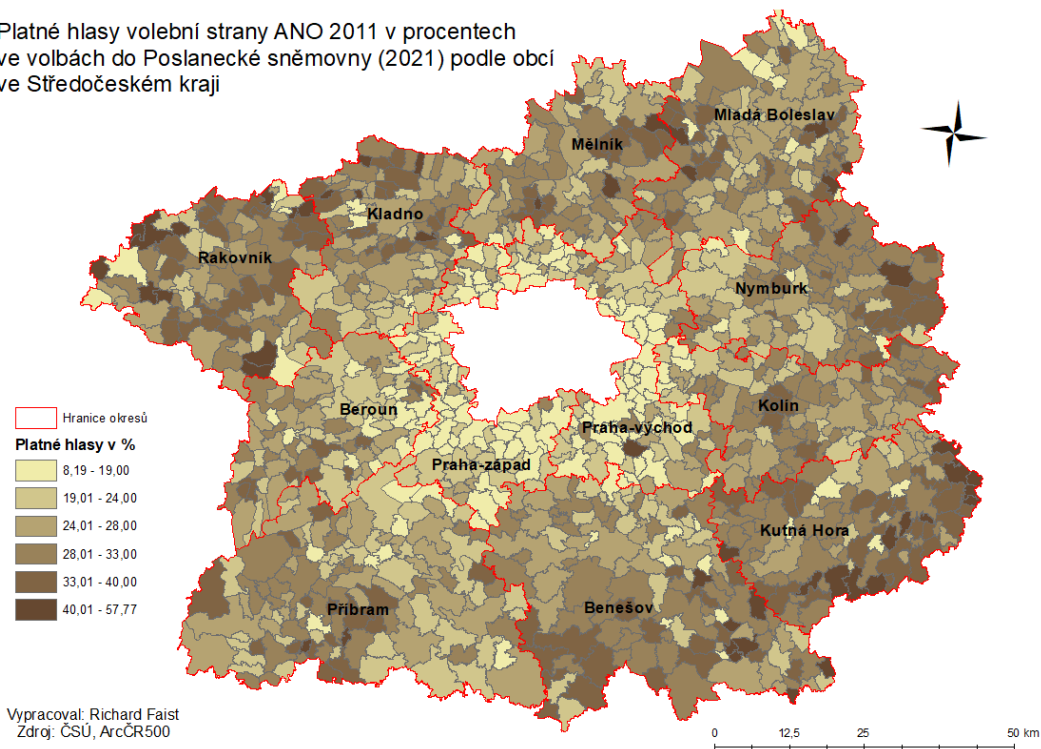 Platné hlasy volební strany ANO 2011 v procentech
ve volbách do Poslanecké sněmovny (2021) podle obcí
ve Středočeském kraji
Mladá Boleslav
Mělník
Kladno
Rakovník
Nymburk
Beroun
Kolín
Praha-východ
Praha-západ
Kutná Hora
Příbram
Benešov
Hranice okresů
Platné hlasy v %
8,19 - 19,00
19,01 - 24,00
24,01 - 28,00
28,01 - 33,00
33,01 - 40,00
40,01 - 57,77
Vypracoval: Richard Faist
Zdroj: ČSÚ, ArcČR500
0 12,5 25 50 km